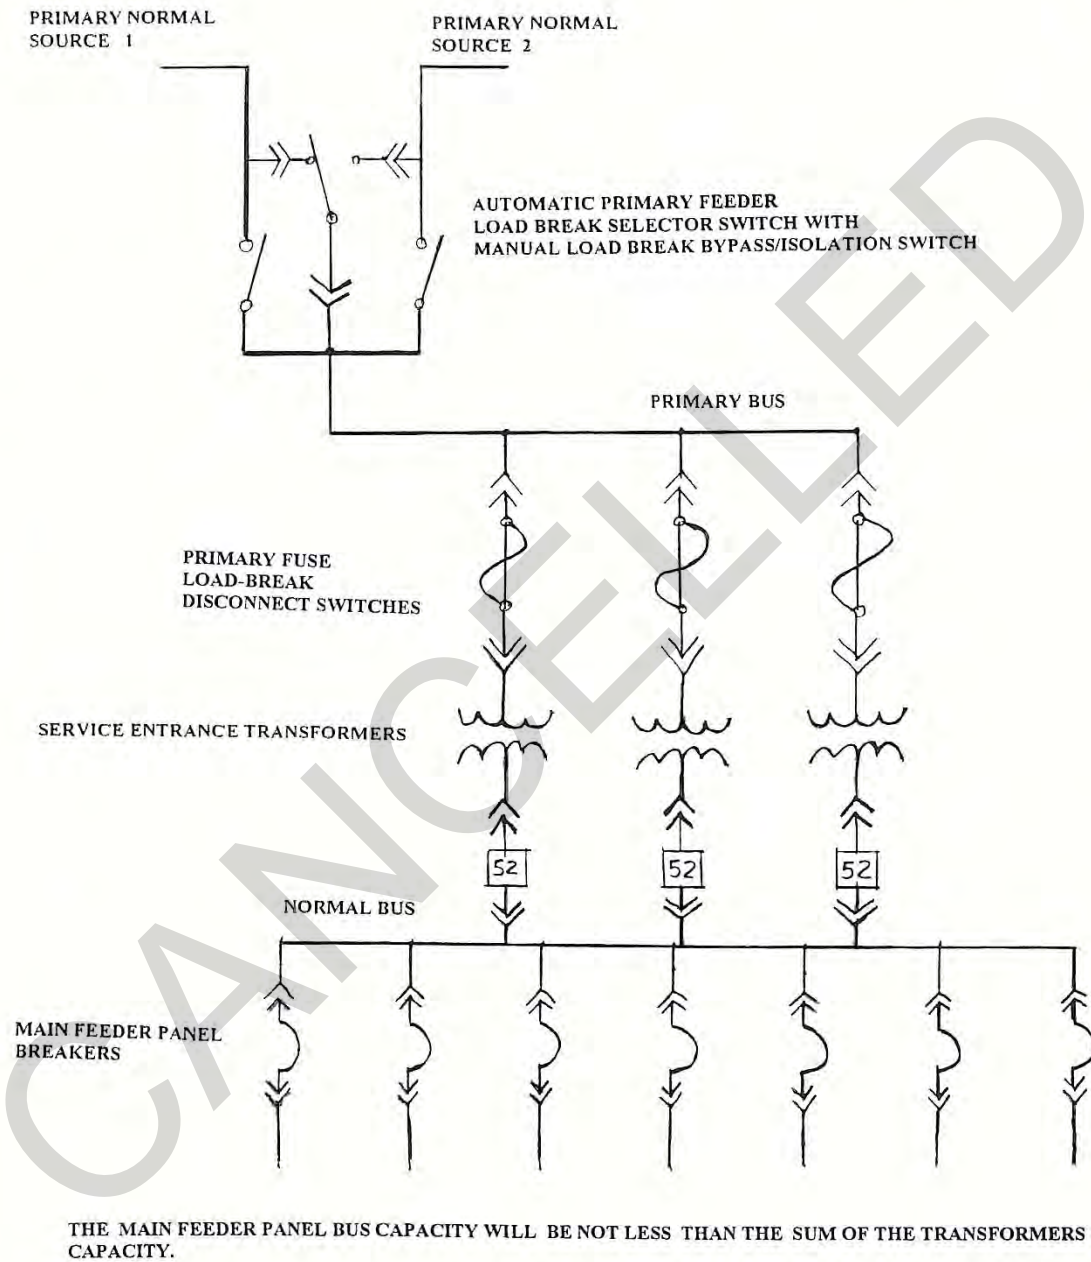 PRIMARY NORMAL
SOURCE 1
PRIMARY NORMAL
SOURCE 2
AUTOMATIC PRIMARY FEEDER
LOAD BREAK SELECTOR SWITCH WITH
MANUAL LOAD BREAK BYPASS/ISOLATION SWITCH
PRIMARY BUS
PRIMARY FUSE
LOAD-BREAK
DISCONNECT SWITCHES
SERVICE ENTRANCE TRANSFORMERS
52
52
52
NORMAL BUS
MAIN FEEDER PANEL
BREAKERS
THE MAIN FEEDER PANEL BUS CAPACITY WILL BE NOT LESS THAN THE SUM OF THE TRANSFORMERS
CAPACITY.
CANCELLED